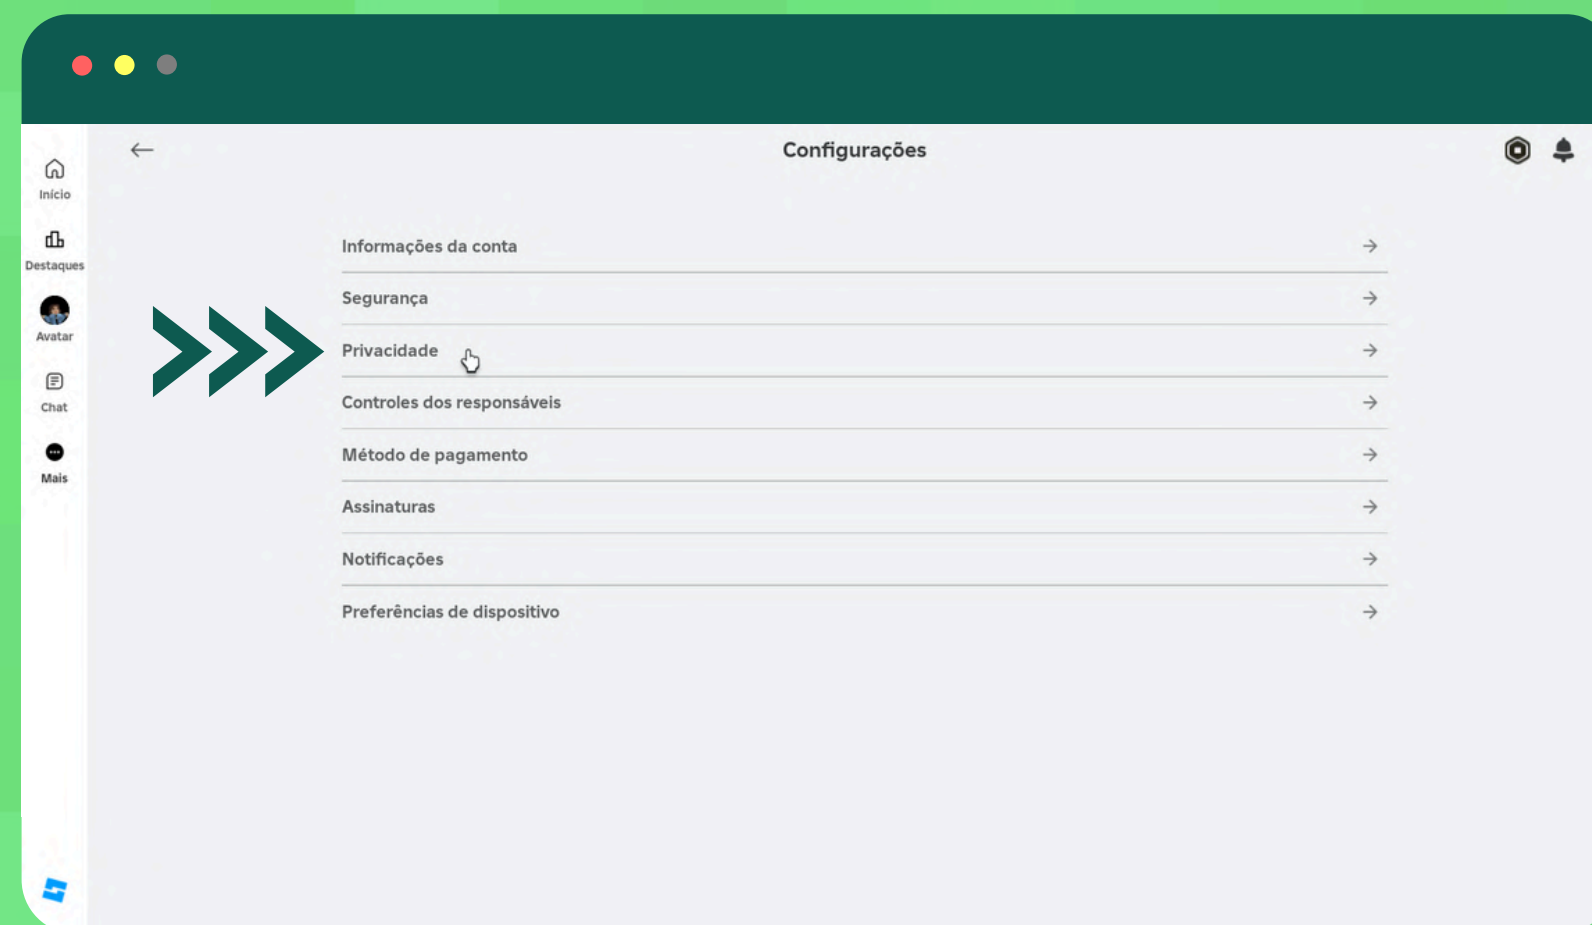 Configurações
Início
Destaques
Avatar
Chat
Mais
Informações da conta
Segurança
Privacidade
Controles dos responsáveis
Método de pagamento
Assinaturas
Notificações
Preferências de dispositivo